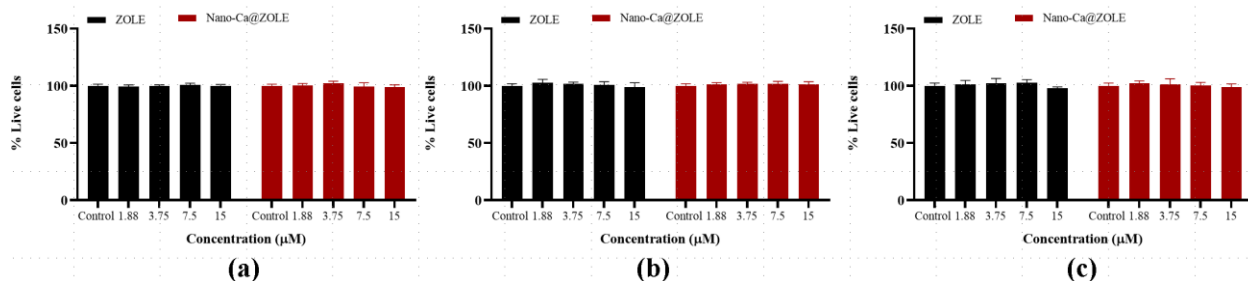 ZOLE Nano-Ca@ZOLE
150
100
50
0
% Live cells
Control 1.88 3.75 7.5 15 Control 1.88 3.75 7.5 15
Concentration (μM)
(a)
ZOLE Nano-Ca@ZOLE
150
100
50
0
% Live cells
Control 1.88 3.75 7.5 15 Control 1.88 3.75 7.5 15
Concentration (μM)
(b)
ZOLE Nano-Ca@ZOLE
150
100
50
0
% Live cells
Control 1.88 3.75 7.5 15 Control 1.88 3.75 7.5 15
Concentration (μM)
(c)